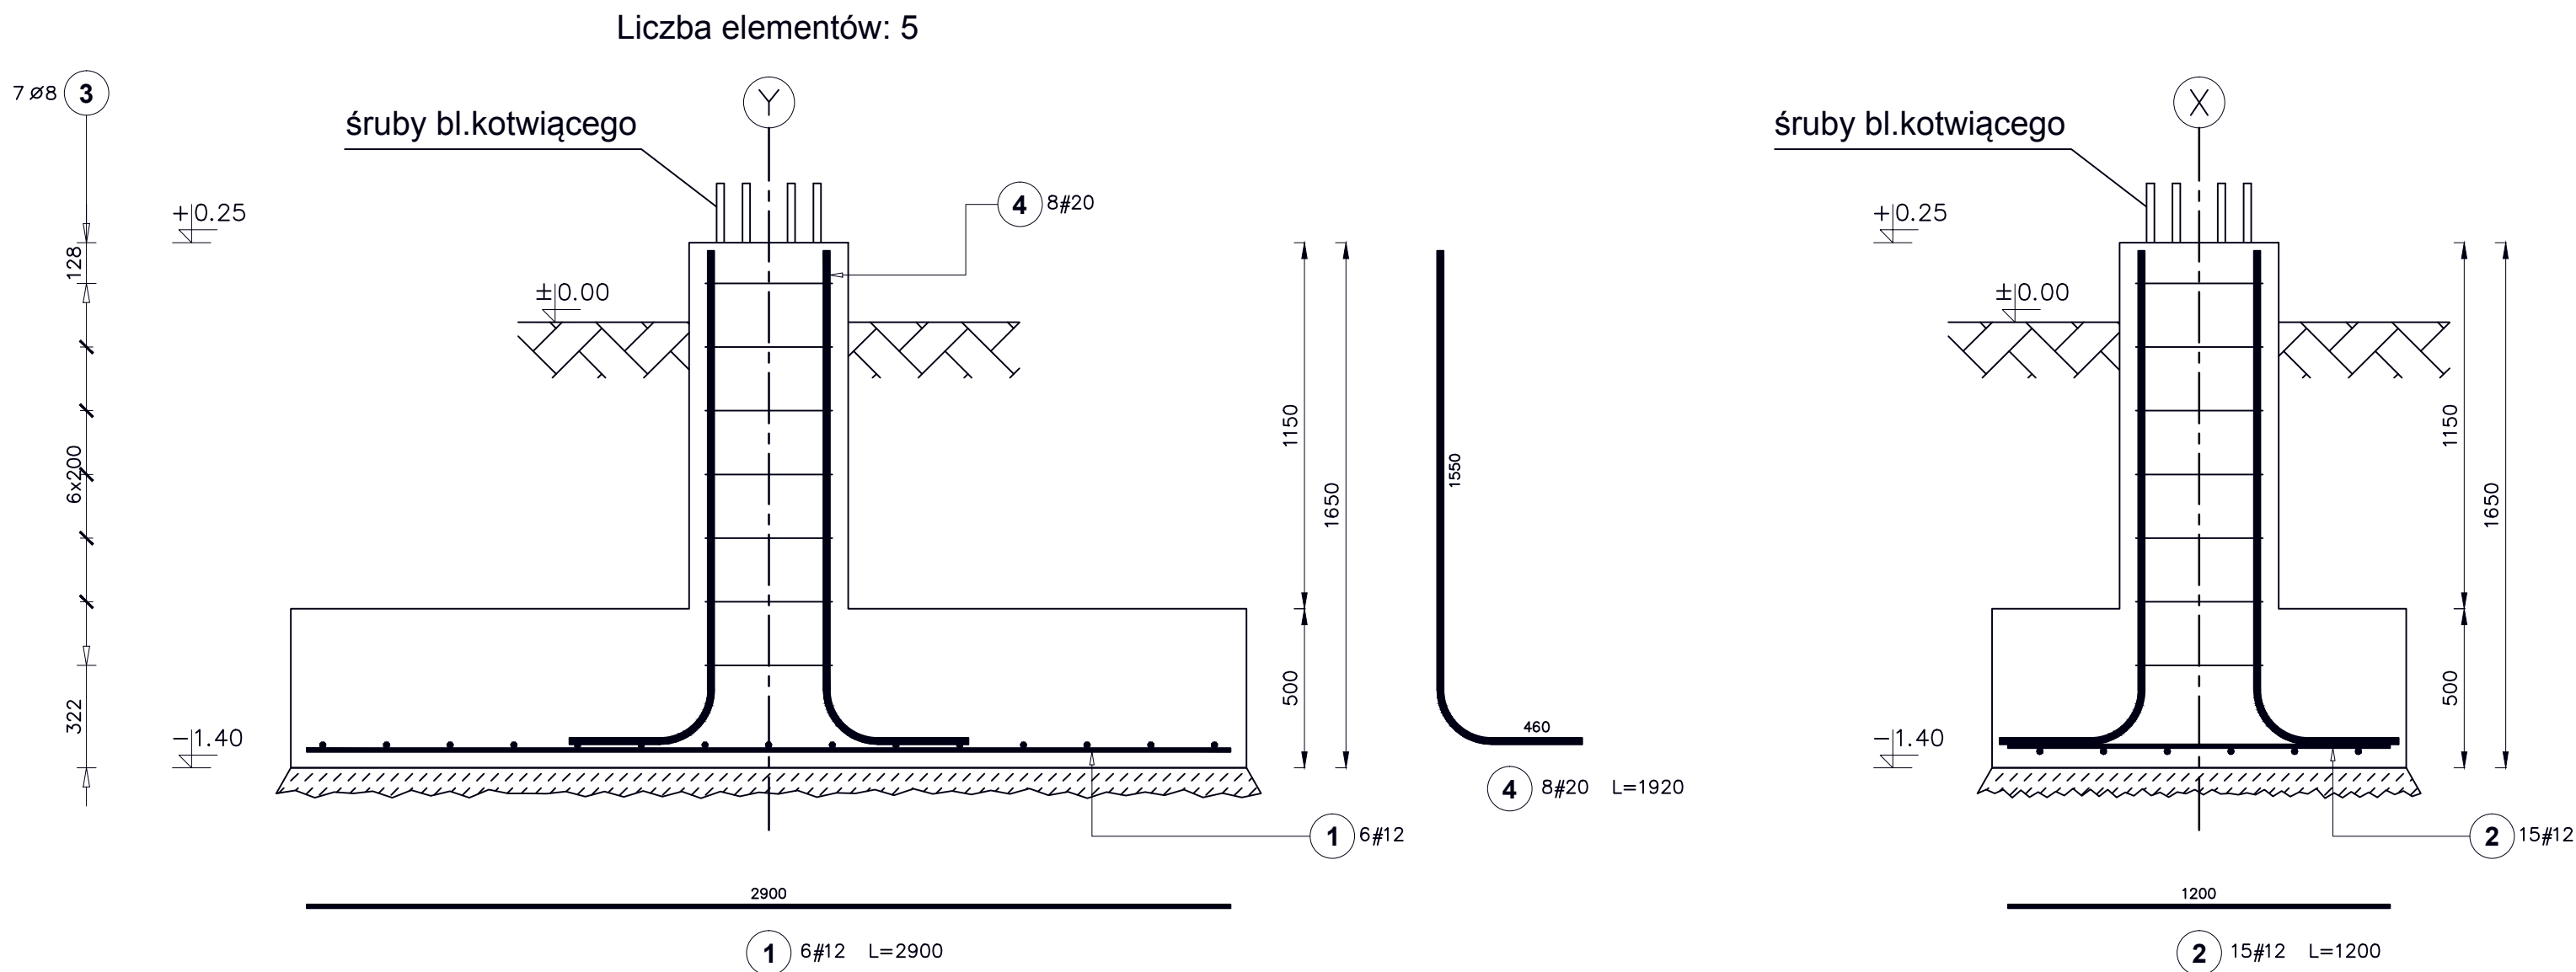 Liczba elementów: 5
7 ø8 3
śruby bl.kotwiącego
Y
4 8#20
+0.25
±0.00
-1.40
128
6x200
322
1150
500
1650
1 6#12
2900
1 6#12 L=2900
1550
460
4 8#20 L=1920
śruby bl.kotwiącego
X
+0.25
±0.00
-1.40
1150
500
1650
2 15#12
1200
2 15#12 L=1200